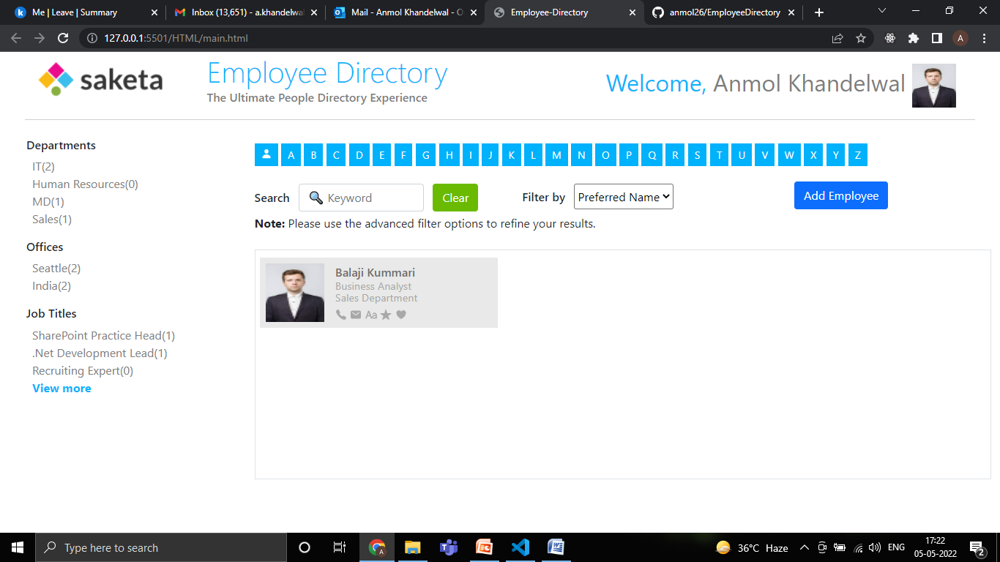 Me | Leave | Summary
Inbox (13,651) - a.khandelwa
Mail - Anmol Khandelwal - O
Employee-Directory
anmol26/EmployeeDirectory
127.0.0.1:5501/HTML/main.html
A
saketa
Employee Directory
The Ultimate People Directory Experience
Welcome, Anmol Khandelwal
Departments
IT(2)
Human Resources(0)
MD(1)
Sales(1)
Offices
Seattle(2)
India(2)
Job Titles
SharePoint Practice Head(1)
.Net Development Lead(1)
Recruiting Expert(0)
View more
A B C D E F G H I J K L M N O P Q R S T U V W X Y Z
Search Keyword Clear Filter by Preferred Name Add Employee
Note: Please use the advanced filter options to refine your results.
Balaji Kummari
Business Analyst
Sales Department
Aa
Type here to search
A
36°C Haze
ENG
17:22
05-05-2022
2